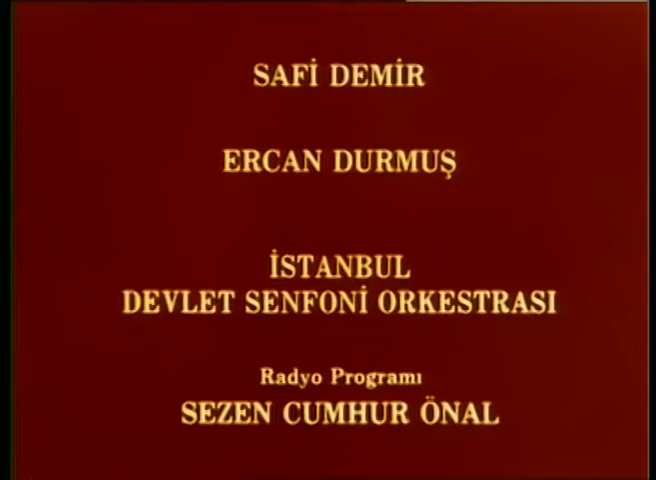 SAFİ DEMİR
ERCAN DURMUŞ
İSTANBUL
DEVLET SENFONİ ORKESTRASI
Radyo Programı
SEZEN CUMHUR ÖNAL